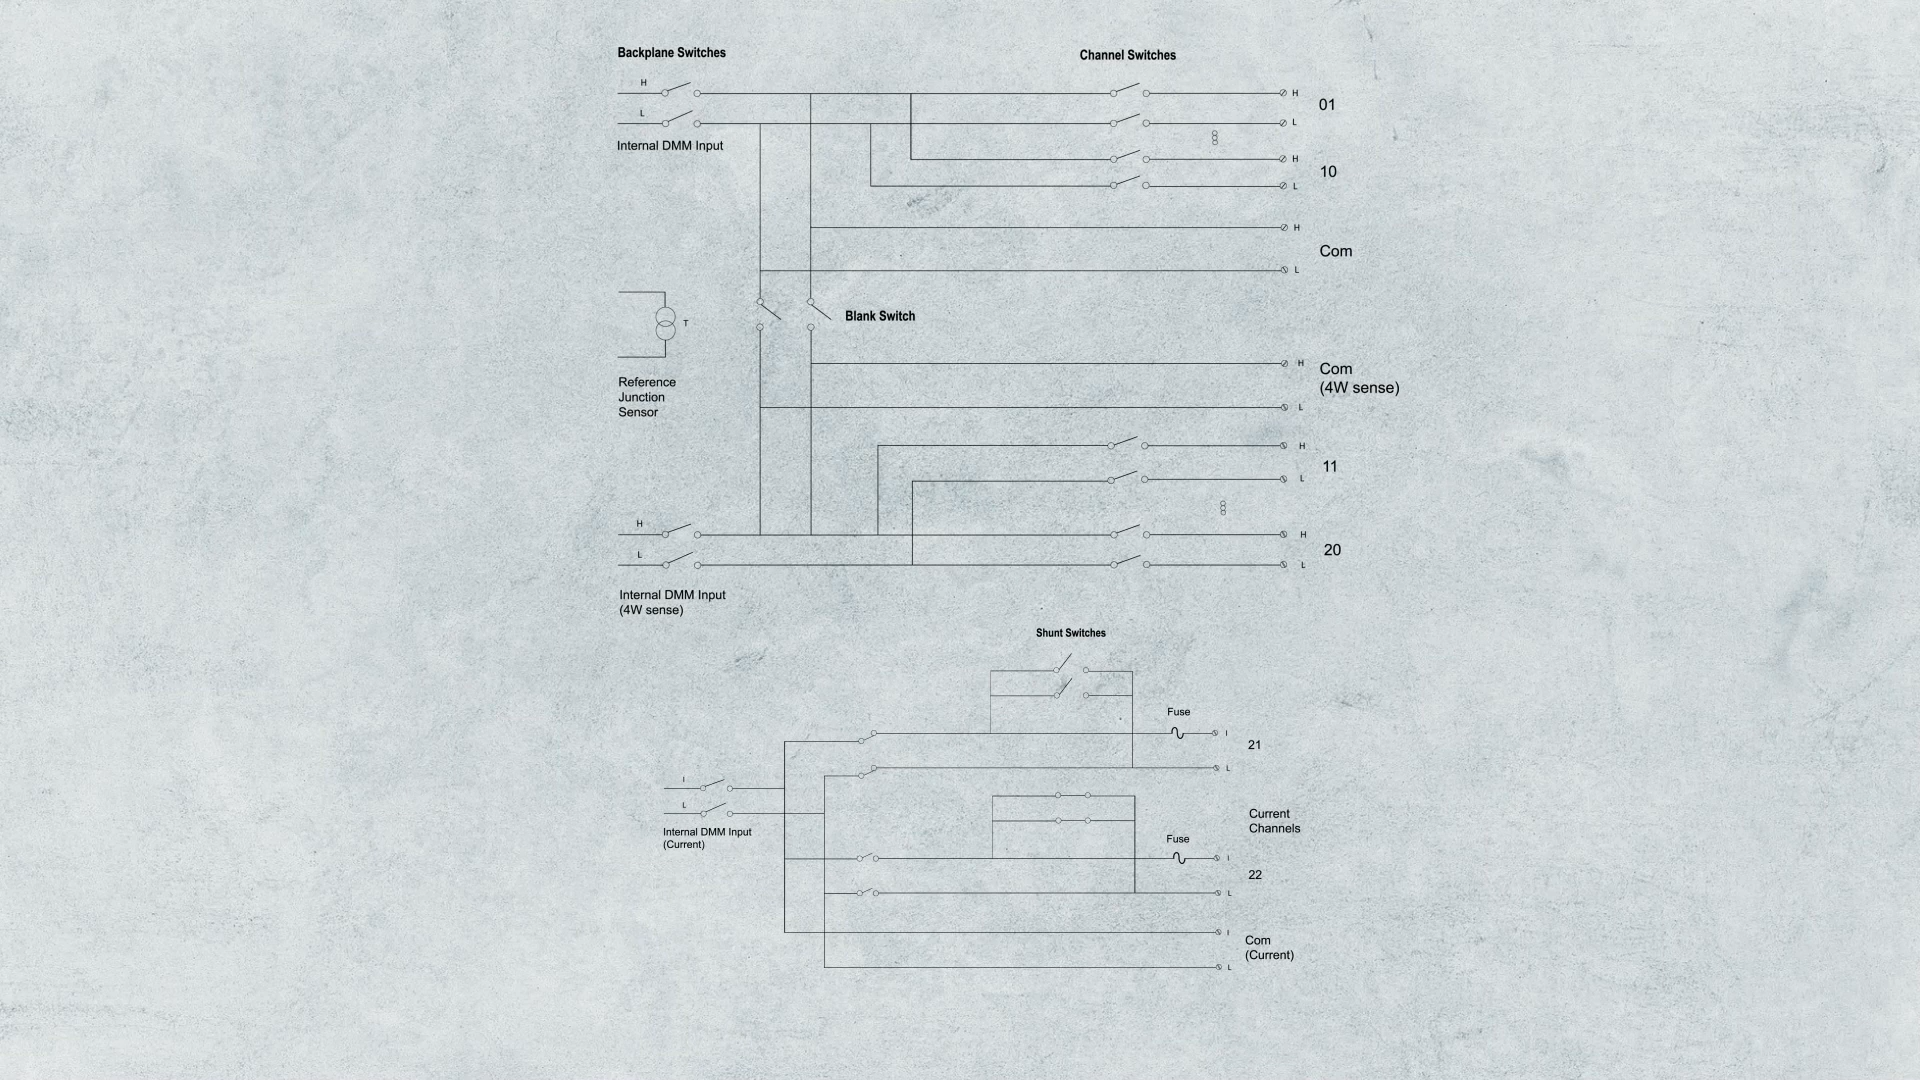 Backplane Switches
Channel Switches
H
H
01
L
L
Internal DMM Input
H
10
L
H
Com
L
Blank Switch
T
Reference
Junction
Sensor
H
Com
(4W sense)
L
H
11
L
H
H
20
L
L
Internal DMM Input
(4W sense)
Shunt Switches
Fuse
I
21
L
I
L
Internal DMM Input
(Current)
Current
Channels
Fuse
I
22
L
I
Com
(Current)
L